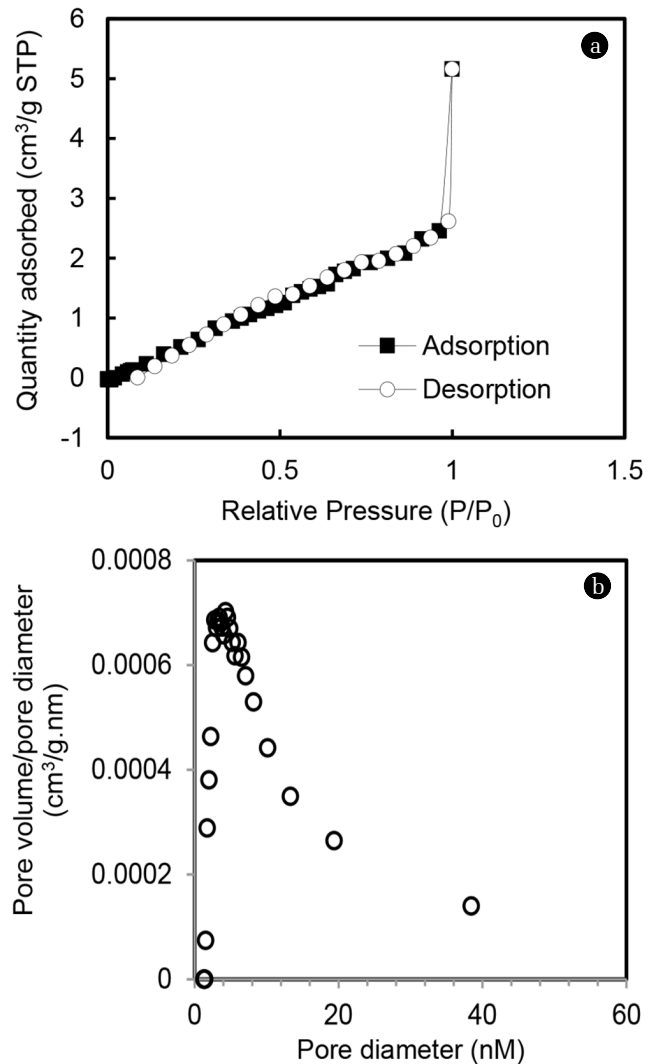 a
6
5
4
3
2
1
0
-1
Quantity adsorbed (cm³/g STP)
Adsorption
Desorption
0 0.5 1 1.5
Relative Pressure (P/P₀)
b
0.0008
0.0006
0.0004
0.0002
0
Pore volume/pore diameter
(cm³/g.nm)
0 20 40 60
Pore diameter (nM)